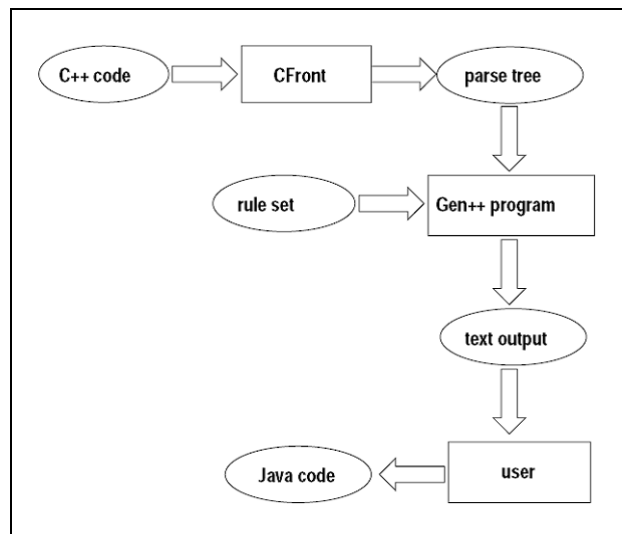 C++ code
CFront
parse tree
rule set
Gen++ program
text output
Java code
user